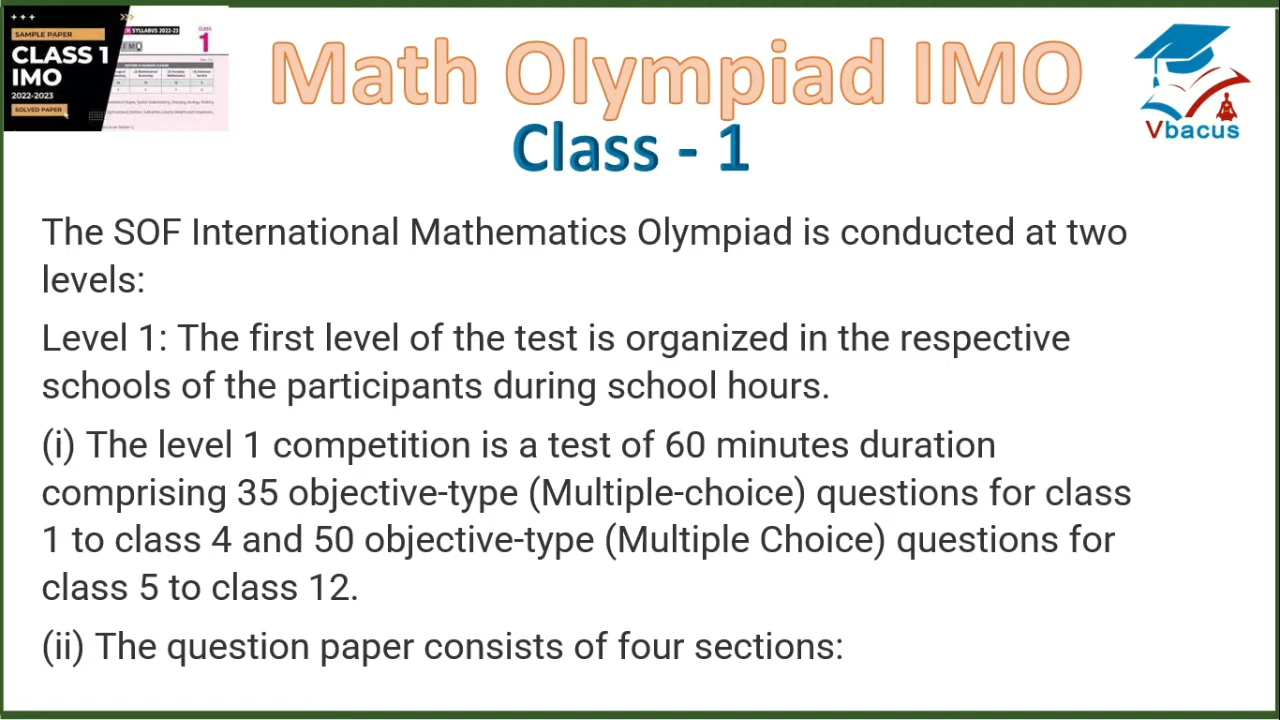 SAMPLE PAPER
CLASS 1
IMO
2022-2023
SOLVED PAPER
SYLLABUS 2022-23
CLASS
1
Math Olympiad IMO
Class - 1
Vbacus
The SOF International Mathematics Olympiad is conducted at two
levels:
Level 1: The first level of the test is organized in the respective
schools of the participants during school hours.
(i) The level 1 competition is a test of 60 minutes duration
comprising 35 objective-type (Multiple-choice) questions for class
1 to class 4 and 50 objective-type (Multiple Choice) questions for
class 5 to class 12.
(ii) The question paper consists of four sections: